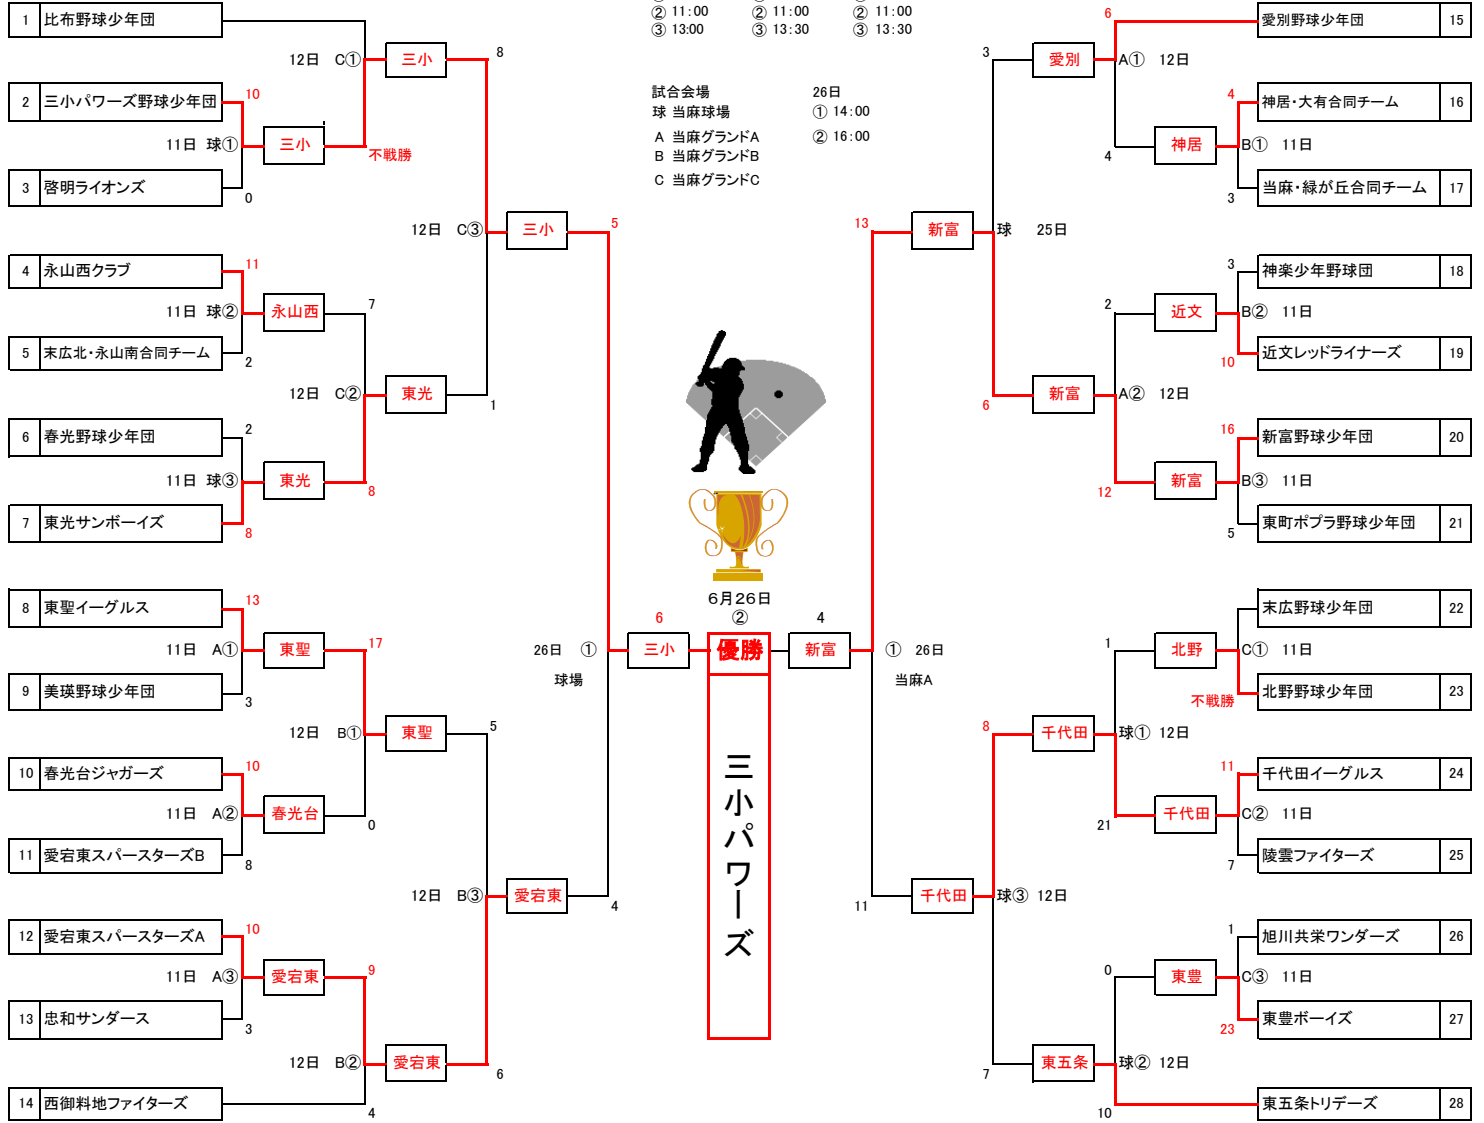 ② 11:00 ② 11:00 ② 11:00
③ 13:00 ③ 13:30 ③ 13:30
試合会場 26日
球 当麻球場 ① 14:00
A 当麻グランドA ② 16:00
B 当麻グランドB
C 当麻グランドC
1 比布野球少年団
12日 C① 三小 8
2 三小パワーズ野球少年団 10
11日 球① 三小 不戦勝
3 啓明ライオンズ 0
12日 C③ 三小 5
4 永山西クラブ 11
11日 球② 永山西 7
5 末広北・永山南合同チーム 2
12日 C② 東光 1
6 春光野球少年団 2
11日 球③ 東光 8
7 東光サンボーイズ 8
8 東聖イーグルス 13
11日 A① 東聖 17
9 美瑛野球少年団 3
12日 B① 東聖 5
10 春光台ジャガーズ 10
11日 A② 春光台 0
11 愛宕東スパースターズB 8
12日 B③ 愛宕東 4
12 愛宕東スパースターズA 10
11日 A③ 愛宕東 9
13 忠和サンダース 3
12日 B② 愛宕東 6
14 西御料地ファイターズ 4
26日 ① 三小 6
球場
6月26日
②
優勝
三小パワーズ
4 新富 ① 26日
当麻A
6 愛別野球少年団 15
3 愛別 A① 12日
4 神居・大有合同チーム 16
4 神居 B① 11日
3 当麻・緑が丘合同チーム 17
13 新富 球 25日
3 神楽少年野球団 18
2 近文 B② 11日
10 近文レッドライナーズ 19
6 新富 A② 12日
16 新富野球少年団 20
12 新富 B③ 11日
5 東町ポプラ野球少年団 21
末広野球少年団 22
1 北野 C① 11日
不戦勝 北野野球少年団 23
8 千代田 球① 12日
11 千代田イーグルス 24
21 千代田 C② 11日
7 陵雲ファイターズ 25
11 千代田 球③ 12日
1 旭川共栄ワンダーズ 26
0 東豊 C③ 11日
23 東豊ボーイズ 27
7 東五条 球② 12日
10 東五条トリデーズ 28